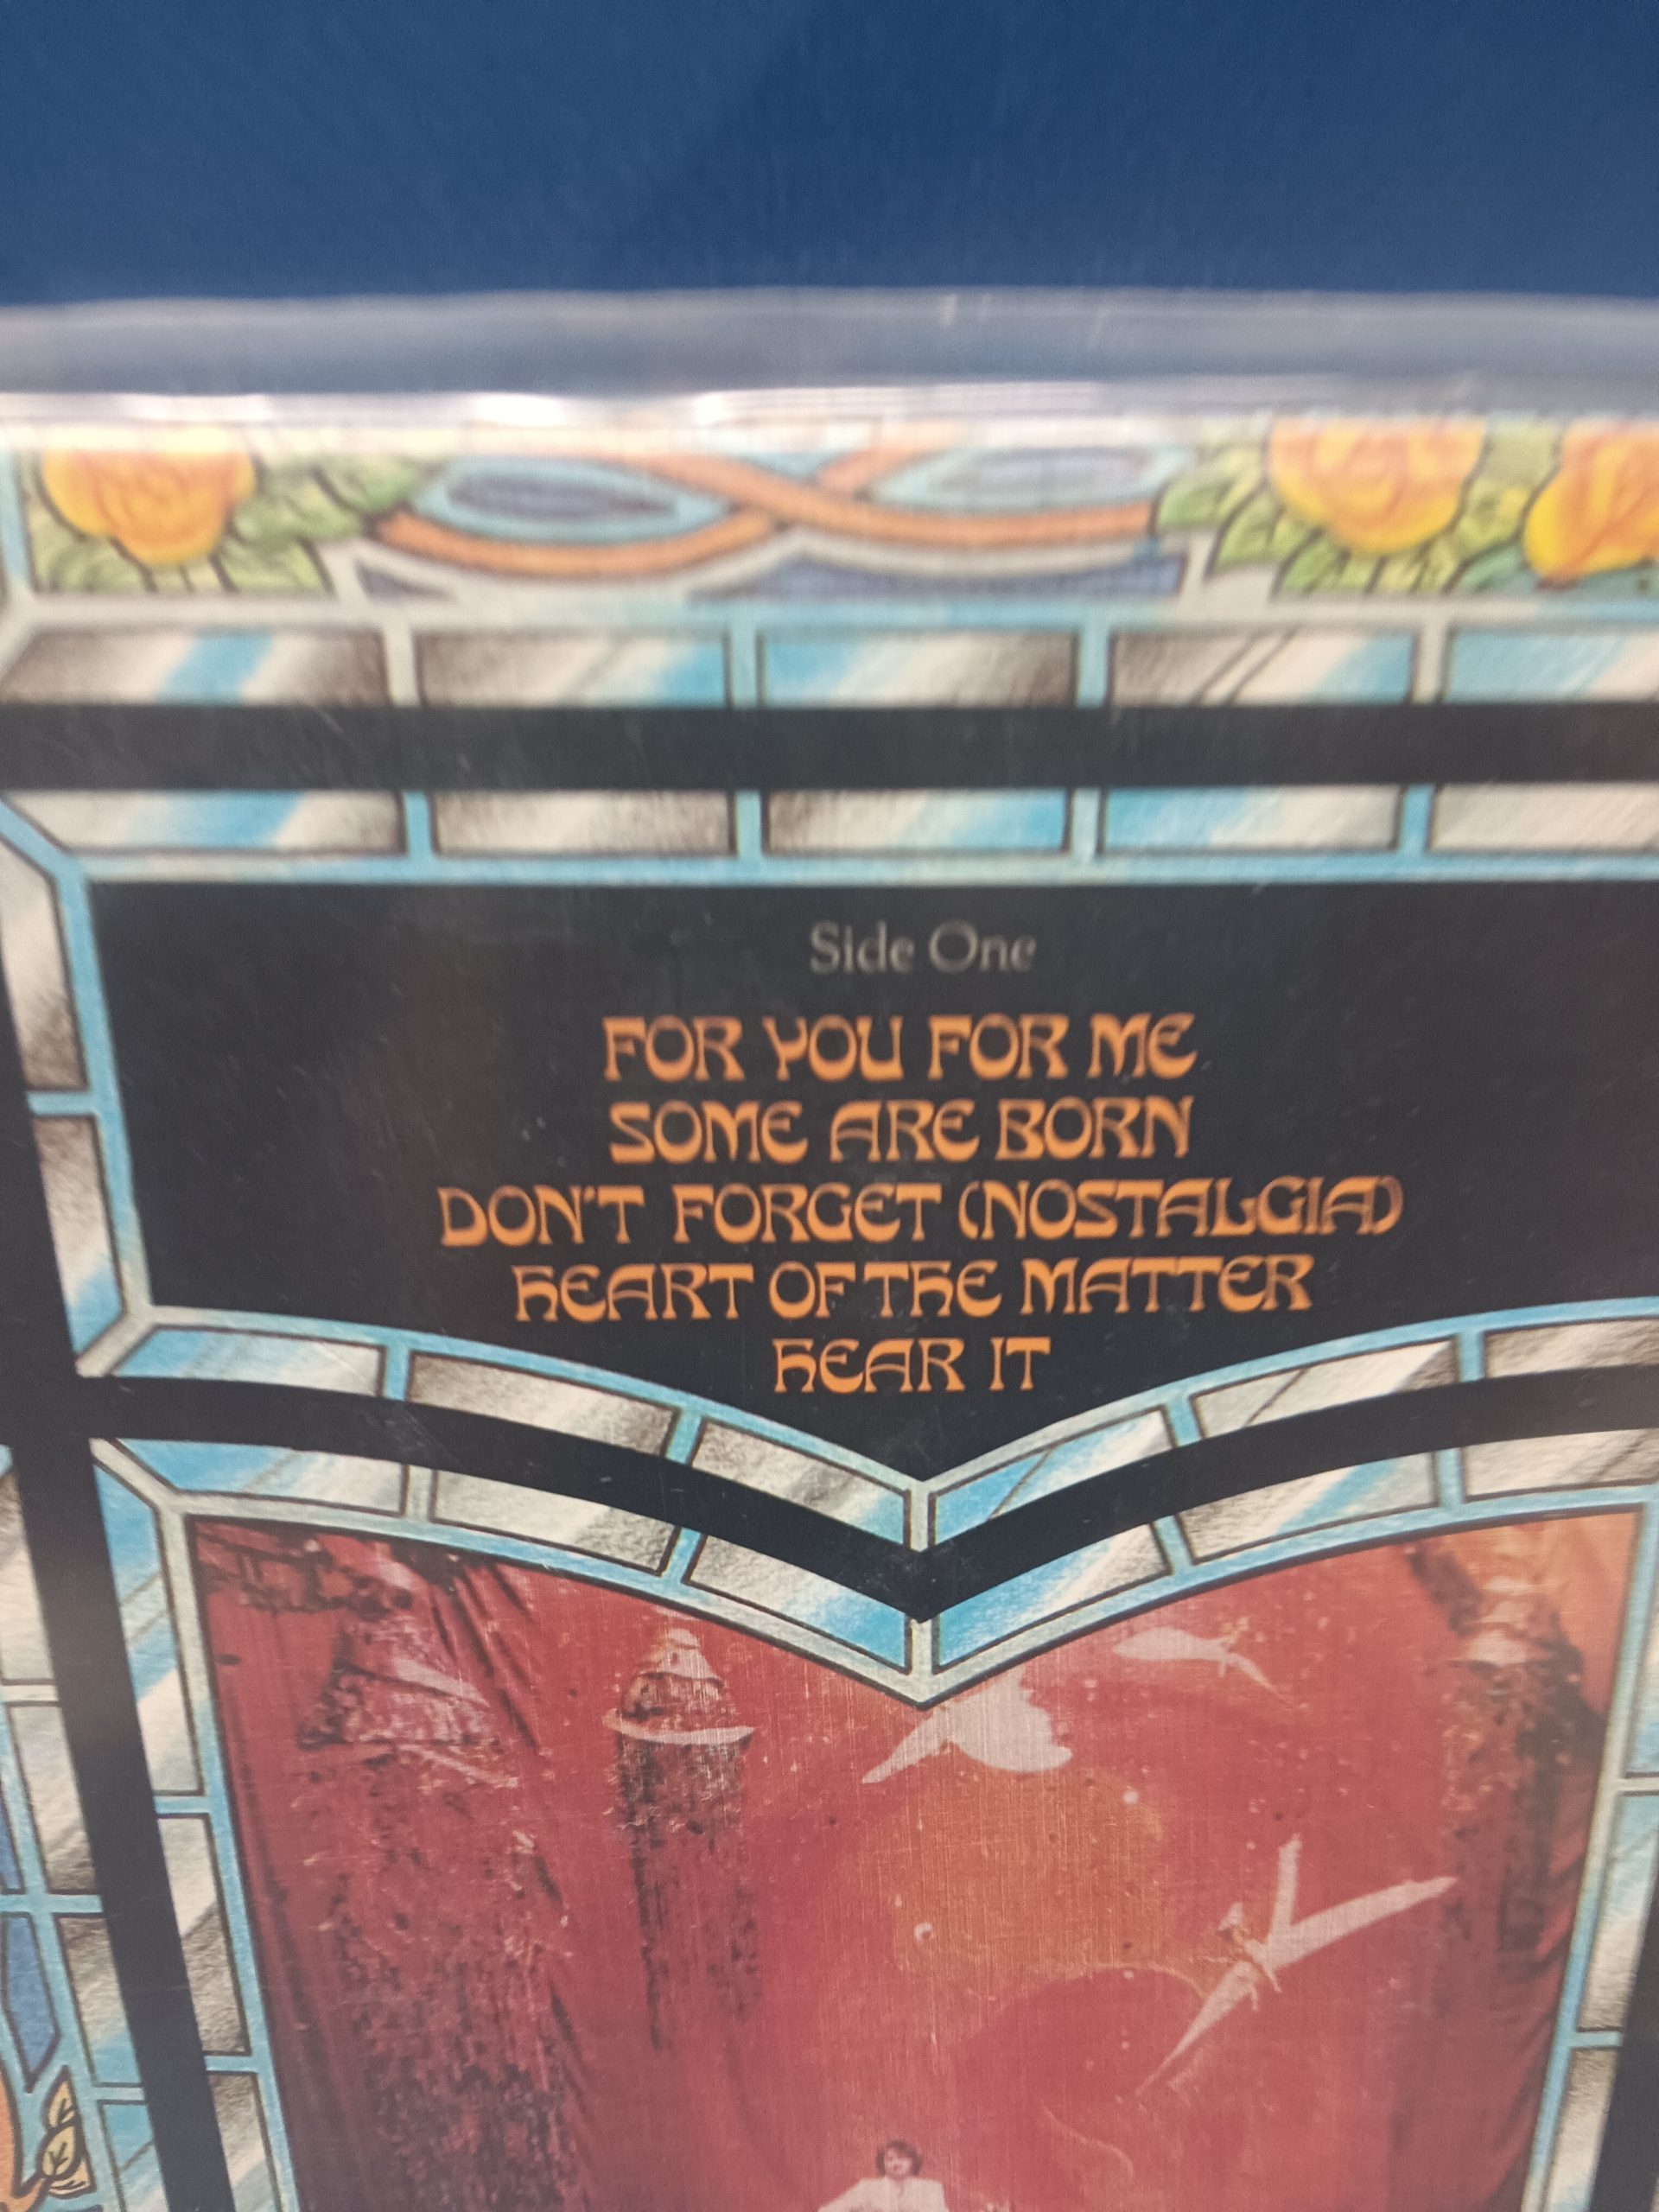 Side One
FOR YOU FOR ME
SOME ARE BORN
DON'T FORGET (NOSTALGIA)
HEART OF THE MATTER
HEAR IT